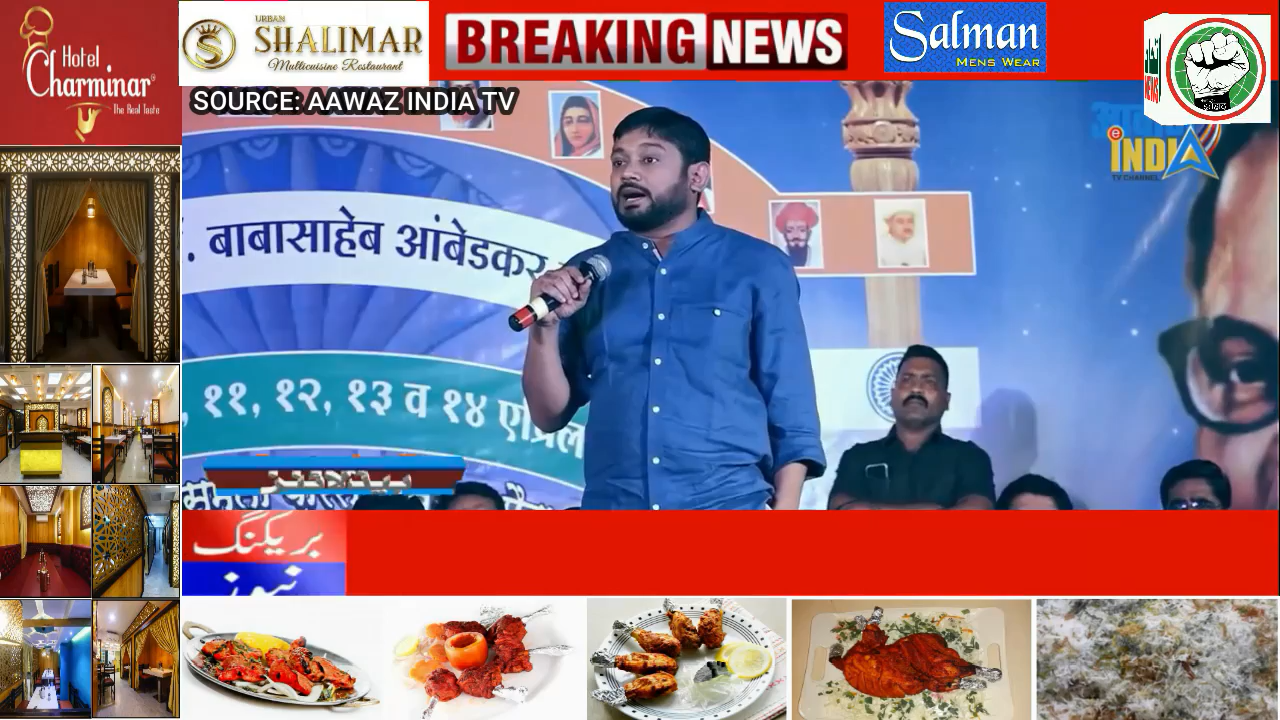 Hotel
Charminar
The Real Taste
URBAN
SHALIMAR
Multicuisine Restaurant
BREAKING NEWS
Salman
MENS WEAR
NEWS
SOURCE: AAWAZ INDIA TV
e
INDIA
TV CHANNEL
. बाबासाहेब आंबेडकर
, ११, १२, १३ व १४ एप्रिल
بریکنگ
نیوز